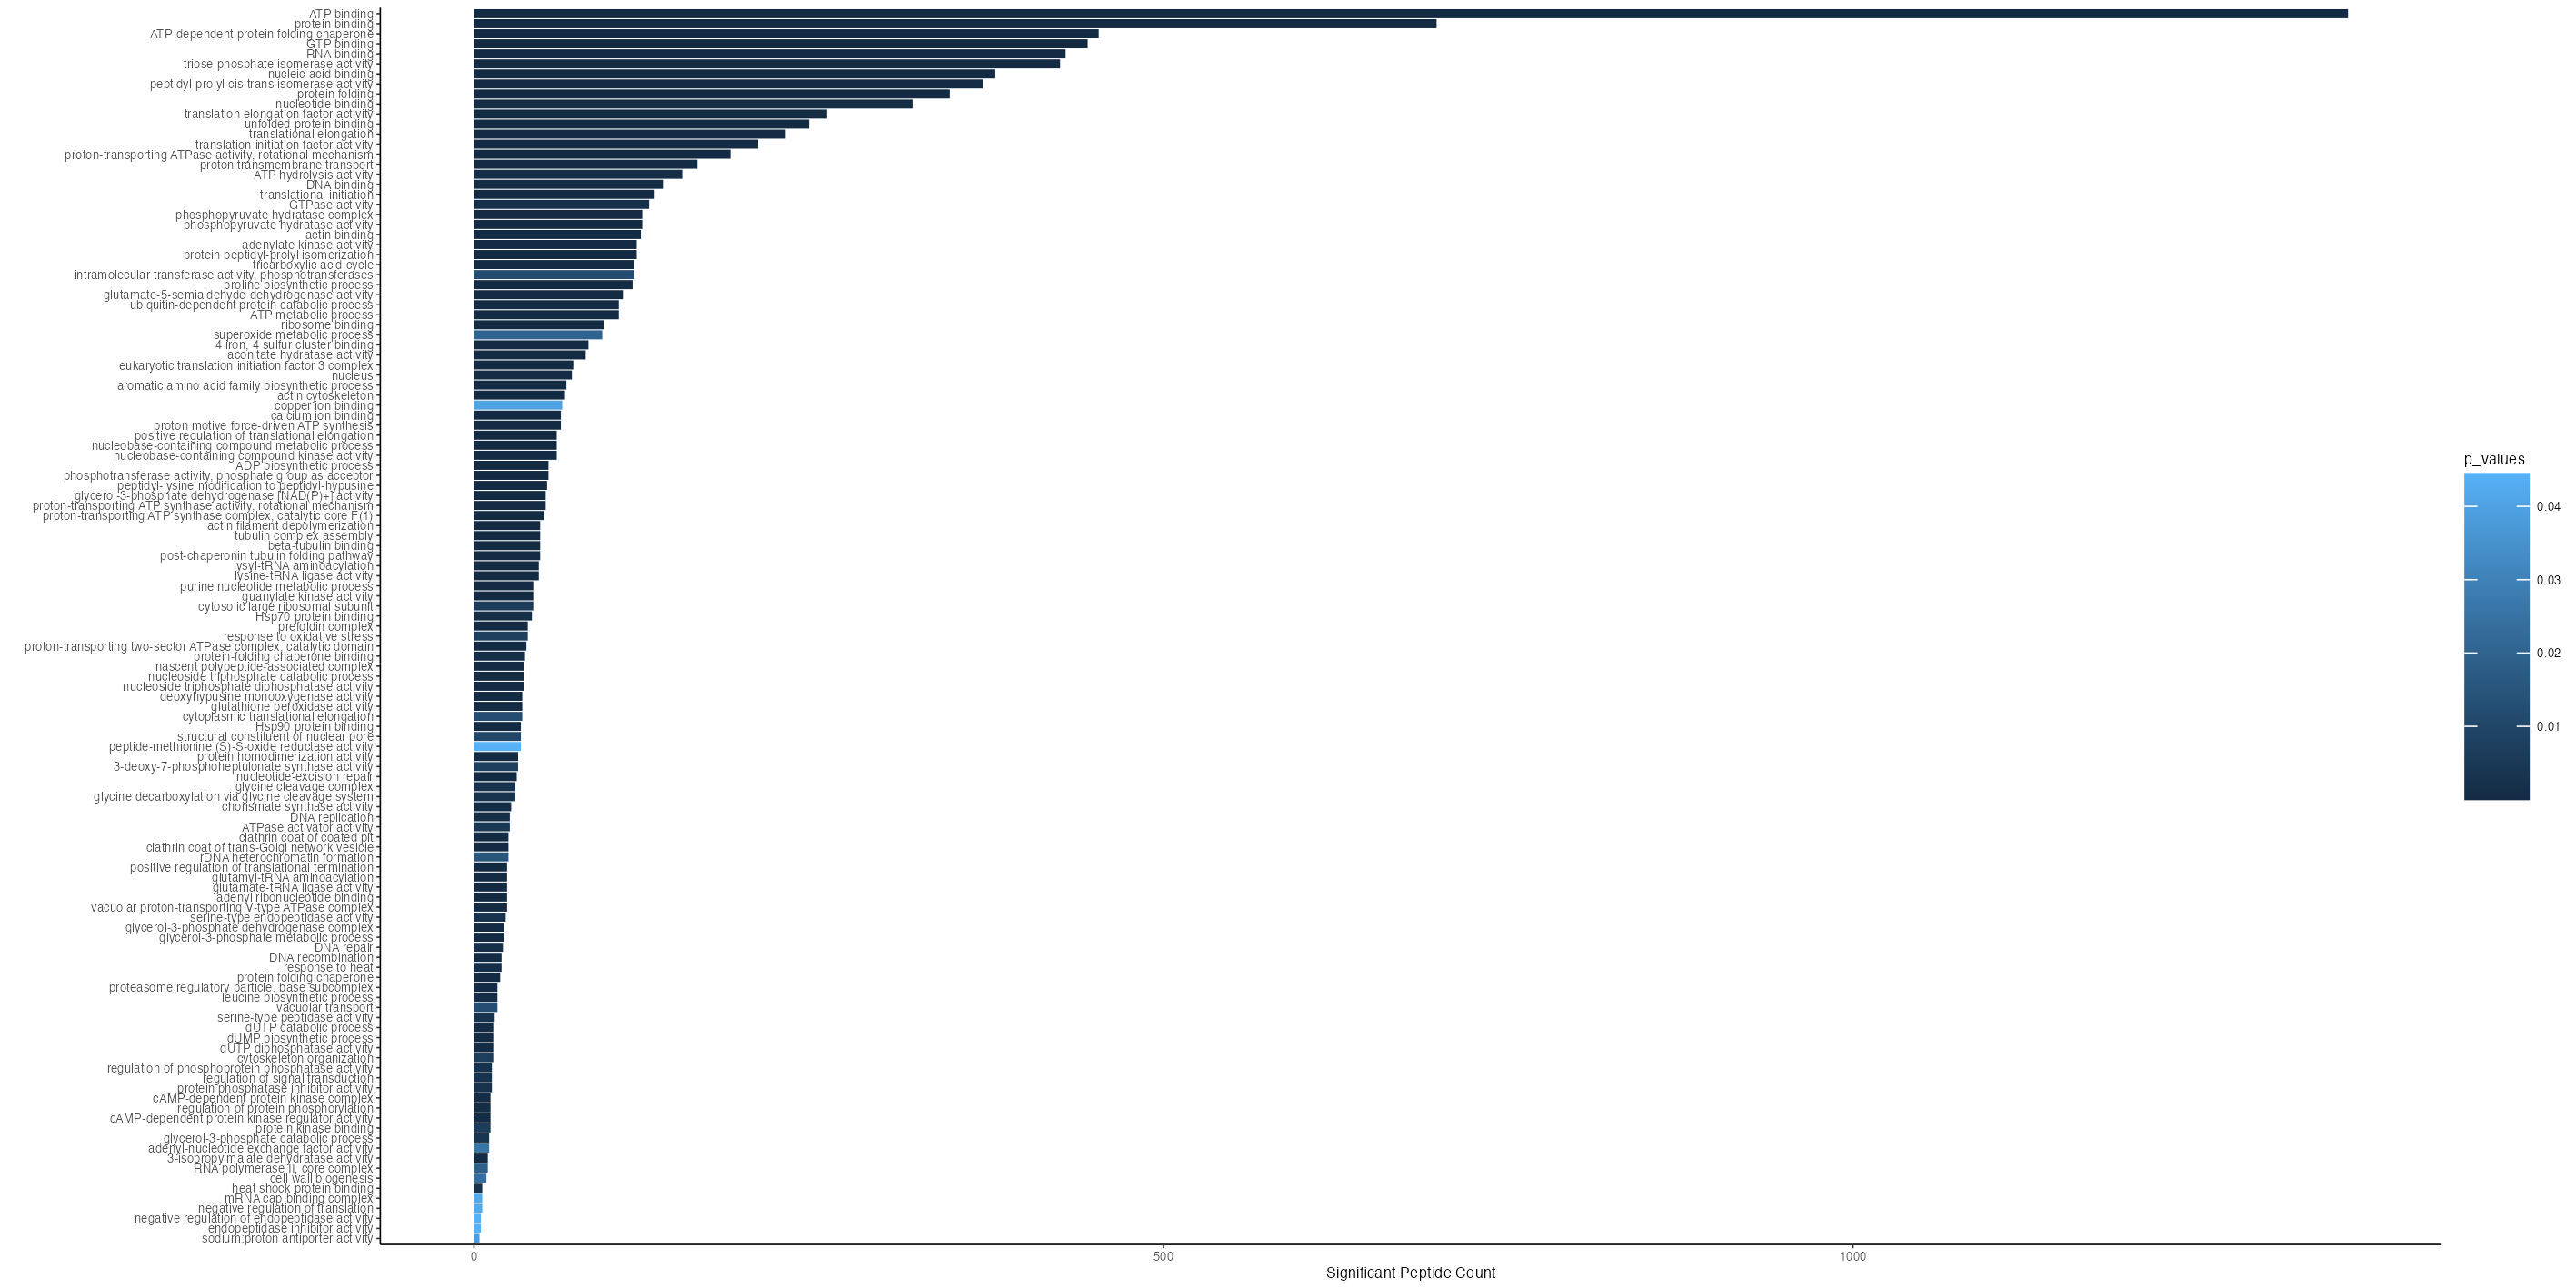 ATP binding
protein binding
ATP-dependent protein folding chaperone
GTP binding
RNA binding
triose-phosphate isomerase activity
nucleic acid binding
peptidyl-prolyl cis-trans isomerase activity
protein folding
nucleotide binding
translation elongation factor activity
unfolded protein binding
translational elongation
translation initiation factor activity
proton-transporting ATPase activity, rotational mechanism
proton transmembrane transport
ATP hydrolysis activity
DNA binding
translational initiation
GTPase activity
phosphopyruvate hydratase complex
phosphopyruvate hydratase activity
actin binding
adenylate kinase activity
protein peptidyl-prolyl isomerization
tricarboxylic acid cycle
intramolecular transferase activity, phosphotransferases
proline biosynthetic process
glutamate-5-semialdehyde dehydrogenase activity
ubiquitin-dependent protein catabolic process
ATP metabolic process
ribosome binding
superoxide metabolic process
4 iron, 4 sulfur cluster binding
aconitate hydratase activity
eukaryotic translation initiation factor 3 complex
nucleus
aromatic amino acid family biosynthetic process
actin cytoskeleton
copper ion binding
calcium ion binding
proton motive force-driven ATP synthesis
positive regulation of translational elongation
nucleobase-containing compound metabolic process
nucleobase-containing compound kinase activity
ADP biosynthetic process
phosphotransferase activity, phosphate group as acceptor
peptidyl-lysine modification to peptidyl-hypusine
glycerol-3-phosphate dehydrogenase [NAD(P)+] activity
proton-transporting ATP synthase activity, rotational mechanism
proton-transporting ATP synthase complex, catalytic core F(1)
actin filament depolymerization
tubulin complex assembly
beta-tubulin binding
post-chaperonin tubulin folding pathway
lysyl-tRNA aminoacylation
lysine-tRNA ligase activity
purine nucleotide metabolic process
guanylate kinase activity
cytosolic large ribosomal subunit
Hsp70 protein binding
prefoldin complex
response to oxidative stress
proton-transporting two-sector ATPase complex, catalytic domain
protein-folding chaperone binding
nascent polypeptide-associated complex
nucleoside triphosphate catabolic process
nucleoside triphosphate diphosphatase activity
deoxyhypusine monooxygenase activity
glutathione peroxidase activity
cytoplasmic translational elongation
Hsp90 protein binding
structural constituent of nuclear pore
peptide-methionine (S)-S-oxide reductase activity
protein homodimerization activity
3-deoxy-7-phosphoheptulonate synthase activity
nucleotide-excision repair
glycine cleavage complex
glycine decarboxylation via glycine cleavage system
chorismate synthase activity
DNA replication
ATPase activator activity
clathrin coat of coated pit
clathrin coat of trans-Golgi network vesicle
rDNA heterochromatin formation
positive regulation of translational termination
glutamyl-tRNA aminoacylation
glutamate-tRNA ligase activity
adenyl ribonucleotide binding
vacuolar proton-transporting V-type ATPase complex
serine-type endopeptidase activity
glycerol-3-phosphate dehydrogenase complex
glycerol-3-phosphate metabolic process
DNA repair
DNA recombination
response to heat
protein folding chaperone
proteasome regulatory particle, base subcomplex
leucine biosynthetic process
vacuolar transport
serine-type peptidase activity
dUTP catabolic process
dUMP biosynthetic process
dUTP diphosphatase activity
cytoskeleton organization
regulation of phosphoprotein phosphatase activity
regulation of signal transduction
protein phosphatase inhibitor activity
cAMP-dependent protein kinase complex
regulation of protein phosphorylation
cAMP-dependent protein kinase regulator activity
protein kinase binding
glycerol-3-phosphate catabolic process
adenyl-nucleotide exchange factor activity
3-isopropylmalate dehydratase activity
RNA polymerase II, core complex
cell wall biogenesis
heat shock protein binding
mRNA cap binding complex
negative regulation of translation
negative regulation of endopeptidase activity
endopeptidase inhibitor activity
sodium:proton antiporter activity
0
500
1000
Significant Peptide Count
p_values
0.04
0.03
0.02
0.01